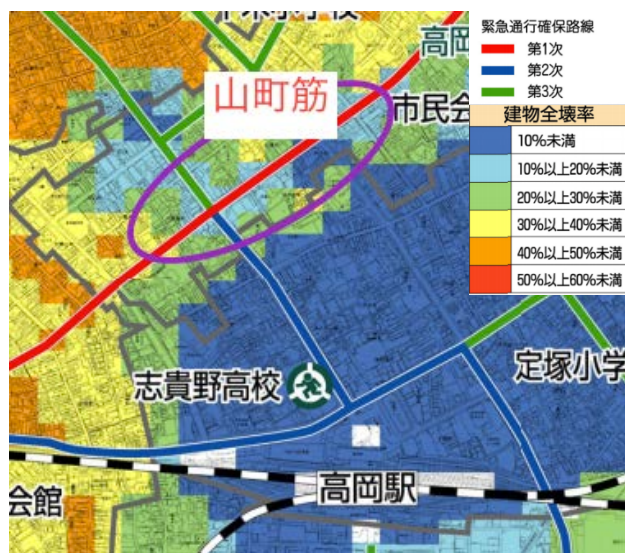 高岡
山町筋
市民会
志貴野高校
定塚小学
高岡駅
会館
緊急通行確保路線
第1次
第2次
第3次
建物全壊率
10%未満
10%以上20%未満
20%以上30%未満
30%以上40%未満
40%以上50%未満
50%以上60%未満